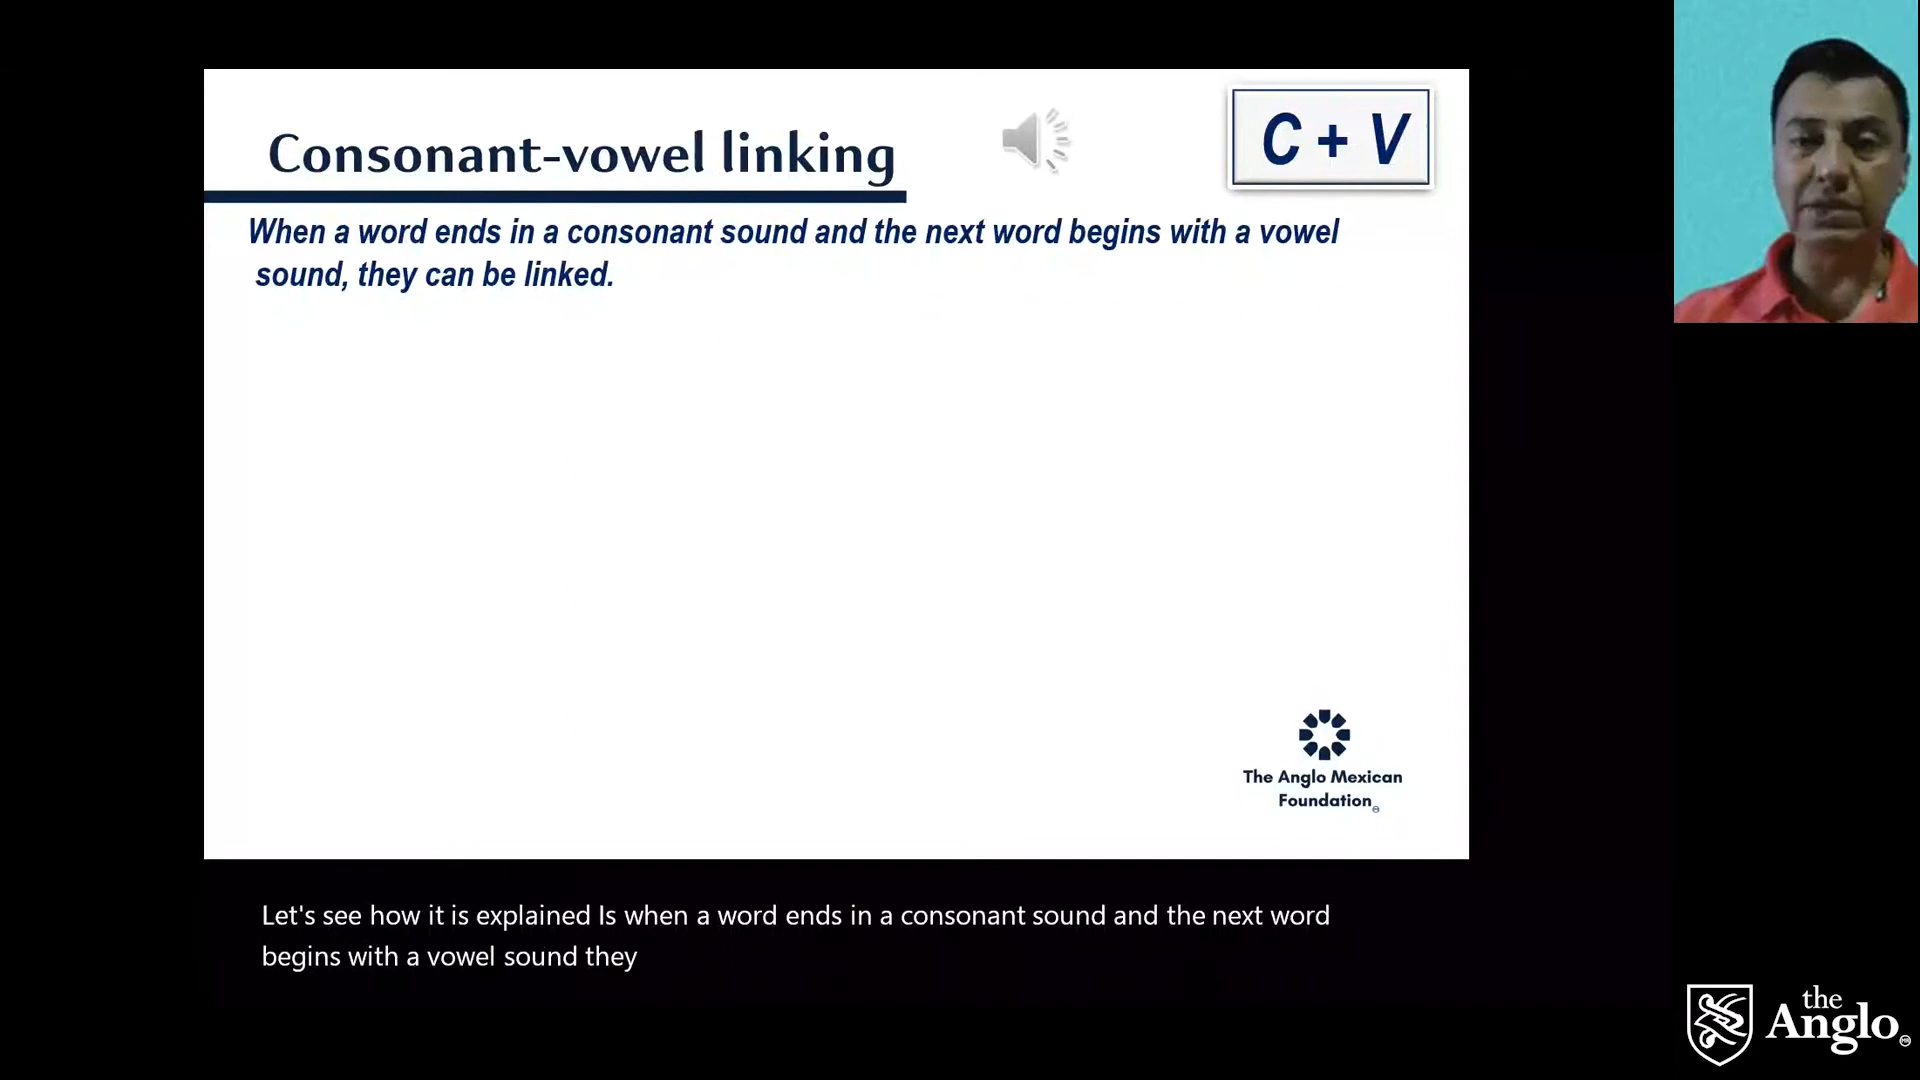 Consonant-vowel linking
C + V
When a word ends in a consonant sound and the next word begins with a vowel
sound, they can be linked.
The Anglo Mexican
Foundation
Let's see how it is explained Is when a word ends in a consonant sound and the next word
begins with a vowel sound they
the
Anglo